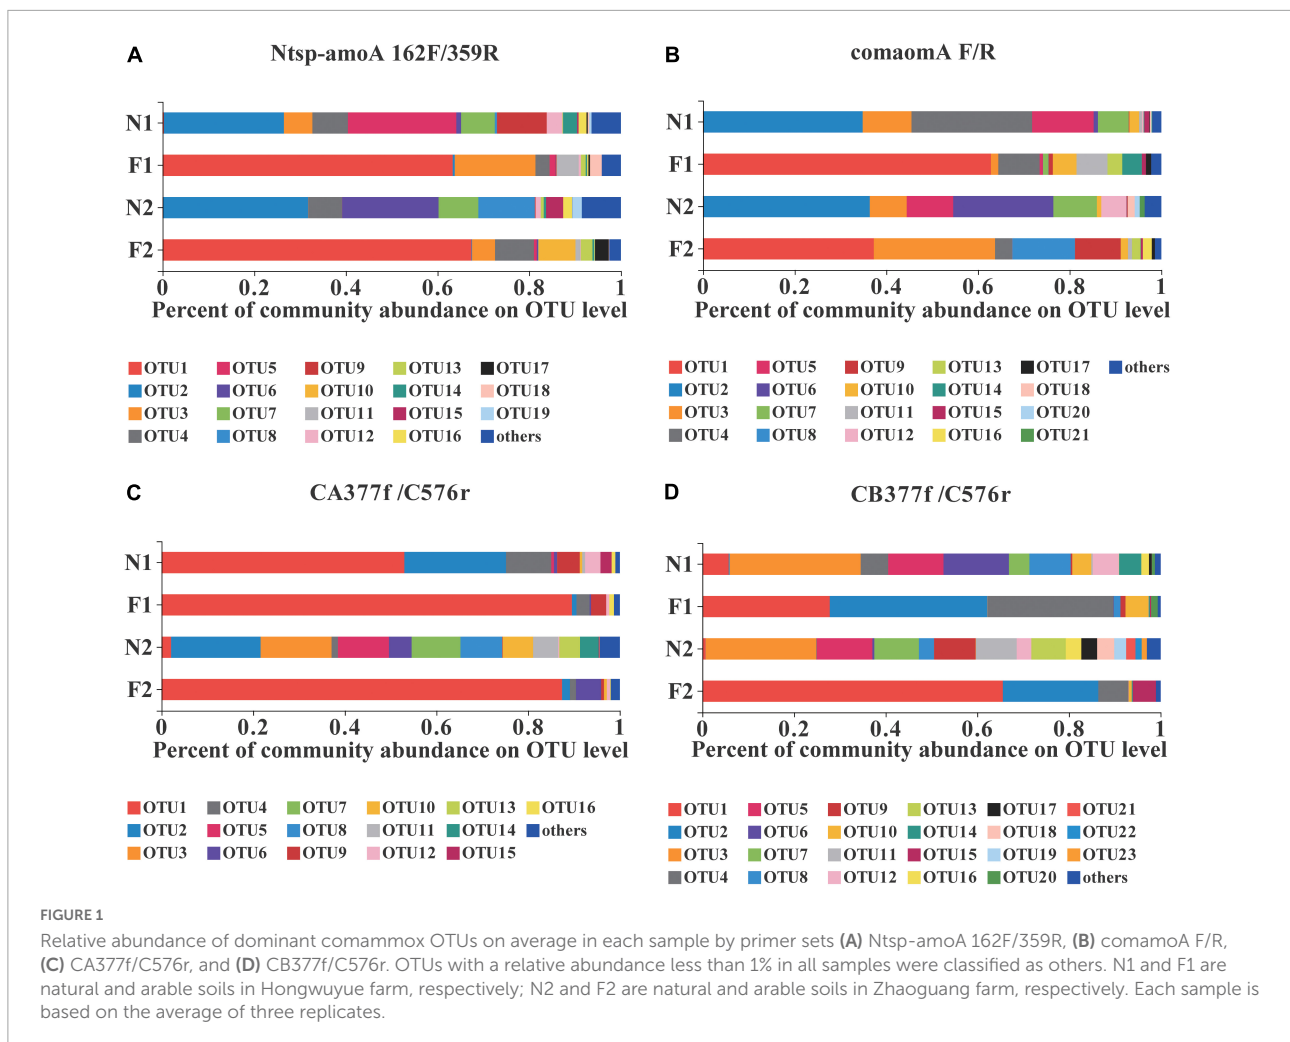 A
Ntsp-amoA 162F/359R
N1
F1
N2
F2
0 0.2 0.4 0.6 0.8 1
Percent of community abundance on OTU level
OTU1 OTU5 OTU9 OTU13 OTU17
OTU2 OTU6 OTU10 OTU14 OTU18
OTU3 OTU7 OTU11 OTU15 OTU19
OTU4 OTU8 OTU12 OTU16 others
B
comaomA F/R
N1
F1
N2
F2
0 0.2 0.4 0.6 0.8 1
Percent of community abundance on OTU level
OTU1 OTU5 OTU9 OTU13 OTU17 others
OTU2 OTU6 OTU10 OTU14 OTU18
OTU3 OTU7 OTU11 OTU15 OTU20
OTU4 OTU8 OTU12 OTU16 OTU21
C
CA377f /C576r
N1
F1
N2
F2
0 0.2 0.4 0.6 0.8 1
Percent of community abundance on OTU level
OTU1 OTU4 OTU7 OTU10 OTU13 OTU16
OTU2 OTU5 OTU8 OTU11 OTU14 others
OTU3 OTU6 OTU9 OTU12 OTU15
D
CB377f /C576r
N1
F1
N2
F2
0 0.2 0.4 0.6 0.8 1
Percent of community abundance on OTU level
OTU1 OTU5 OTU9 OTU13 OTU17 OTU21
OTU2 OTU6 OTU10 OTU14 OTU18 OTU22
OTU3 OTU7 OTU11 OTU15 OTU19 OTU23
OTU4 OTU8 OTU12 OTU16 OTU20 others
FIGURE 1
Relative abundance of dominant comammox OTUs on average in each sample by primer sets (A) Ntsp-amoA 162F/359R, (B) comamoA F/R,
(C) CA377f/C576r, and (D) CB377f/C576r. OTUs with a relative abundance less than 1% in all samples were classified as others. N1 and F1 are
natural and arable soils in Hongwuyue farm, respectively; N2 and F2 are natural and arable soils in Zhaoguang farm, respectively. Each sample is
based on the average of three replicates.